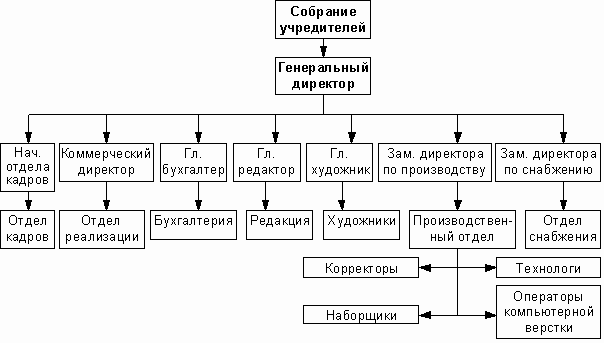 Собрание
учредителей
Генеральный
директор
Нач.
отдела
кадров
Коммерческий
директор
Гл.
бухгалтер
Гл.
редактор
Гл.
художник
Зам. директора
по производству
Зам. директора
по снабжению
Отдел
кадров
Отдел
реализации
Бухгалтерия
Редакция
Художники
Производствен-
ный отдел
Отдел
снабжения
Корректоры
Технологи
Наборщики
Операторы
компьютерной
верстки